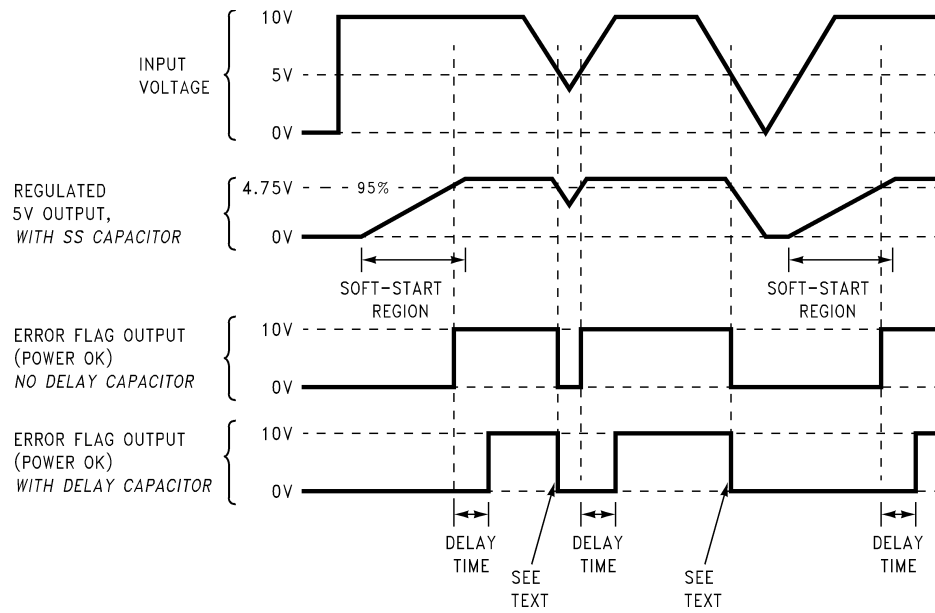 10V
INPUT
VOLTAGE
5V
0V
REGULATED
5V OUTPUT,
WITH SS CAPACITOR
4.75V
95%
0V
SOFT-START
REGION
SOFT-START
REGION
ERROR FLAG OUTPUT
(POWER OK)
NO DELAY CAPACITOR
10V
0V
ERROR FLAG OUTPUT
(POWER OK)
WITH DELAY CAPACITOR
10V
0V
DELAY
TIME
SEE
TEXT
DELAY
TIME
SEE
TEXT
DELAY
TIME